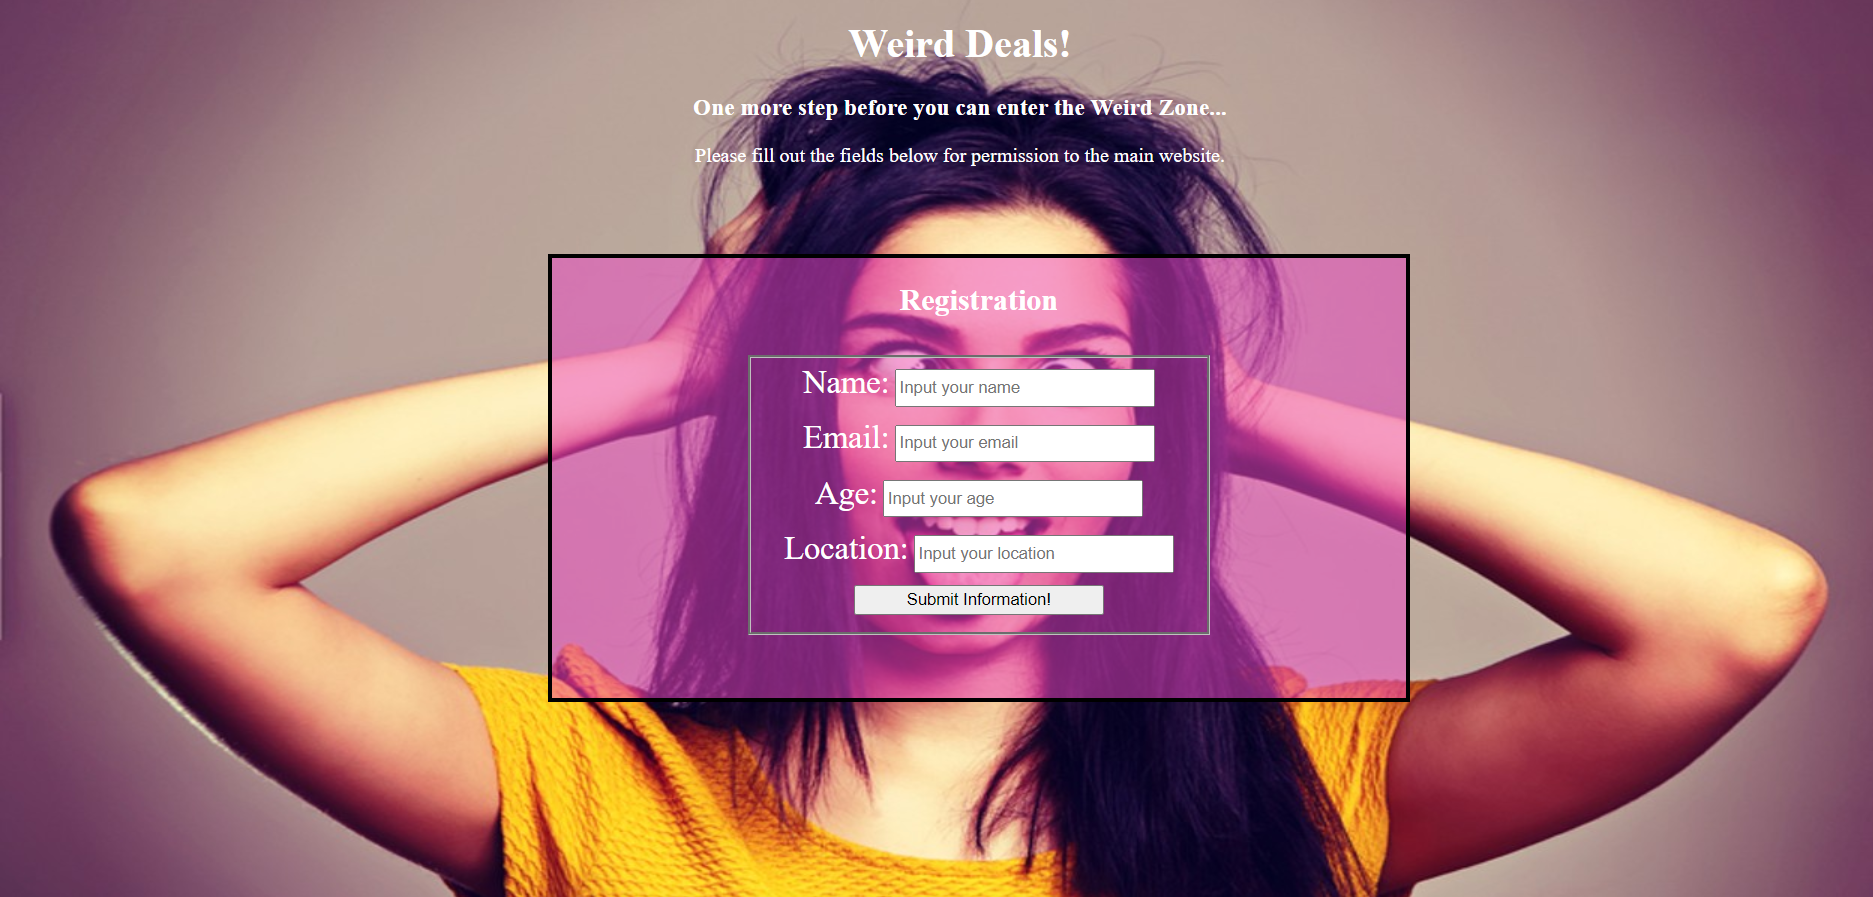 Weird Deals!
One more step before you can enter the Weird Zone...
Please fill out the fields below for permission to the main website.
Registration
Name: Input your name
Email: Input your email
Age: Input your age
Location: Input your location
Submit Information!